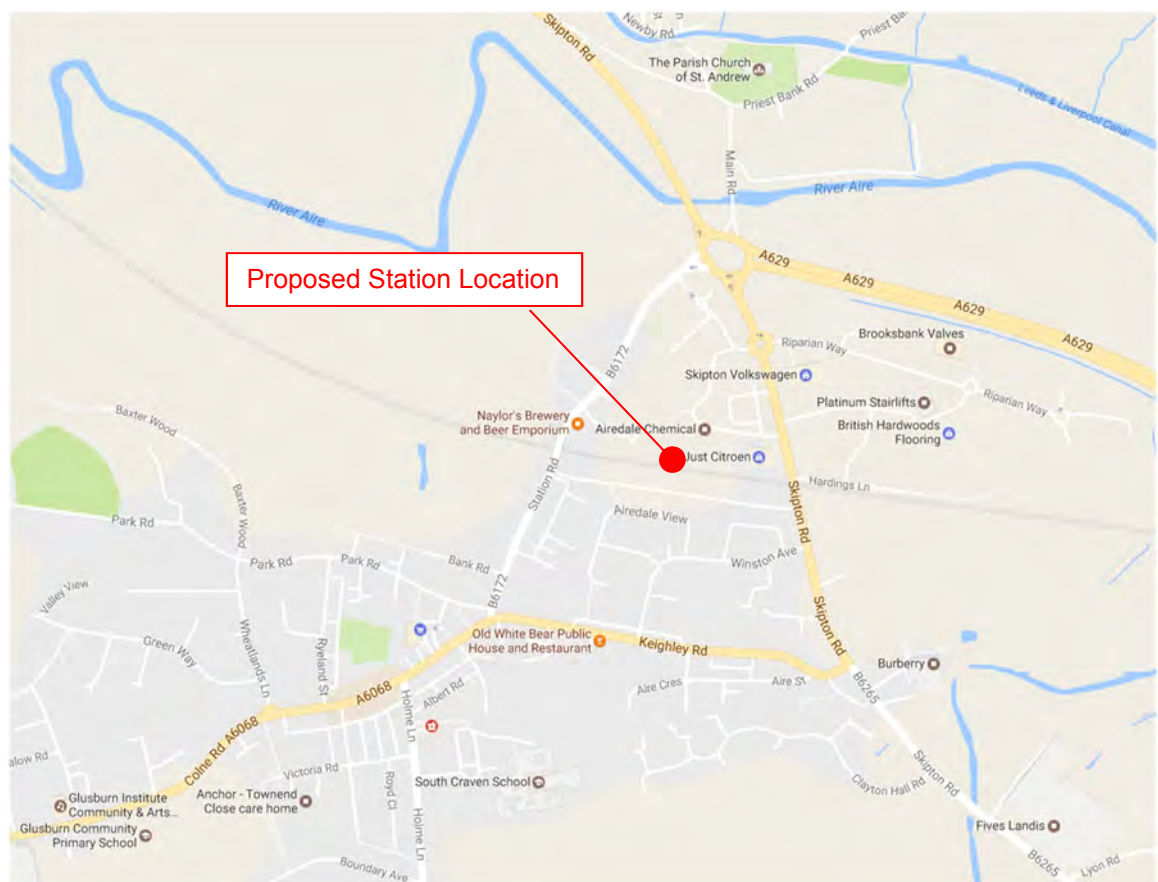 Newby Rd
St
Skipton Rd
Priest Ba
The Parish Church
of St. Andrew
Priest Bank Rd
Leeds & Liverpool Canal
Main Rd
River Aire
River Aire
A629
A629
A629
A629
Proposed Station Location
B6172
Brooksbank Valves
Riparian Way
Skipton Volkswagen
Platinum Stairlifts
Riparian Way
Naylor's Brewery
and Beer Emporium
Airedale Chemical
British Hardwoods
Flooring
Just Citroen
Baxter Wood
Baxter Wood
Station Rd
Hardings Ln
Skipton Rd
Park Rd
Airedale View
Park Rd
Park Rd
Bank Rd
Winston Ave
Valley View
B6172
Green Way
Wheatlands Ln
Ryeland St
Old White Bear Public
House and Restaurant
Keighley Rd
Skipton Rd
Burberry
A6068
Albert Rd
Holme Ln
Aire Cres
Aire St
B6265
Colne Rd A6068
alow Rd
Victoria Rd
South Craven School
Skipton Rd
Clayton Hall Rd
Anchor - Townend
Close care home
Royd Ct
Glusburn Institute
Community & Arts...
Glusburn Community
Primary School
Holme Ln
Fives Landis
Boundary Ave
B6265
Lyon Rd